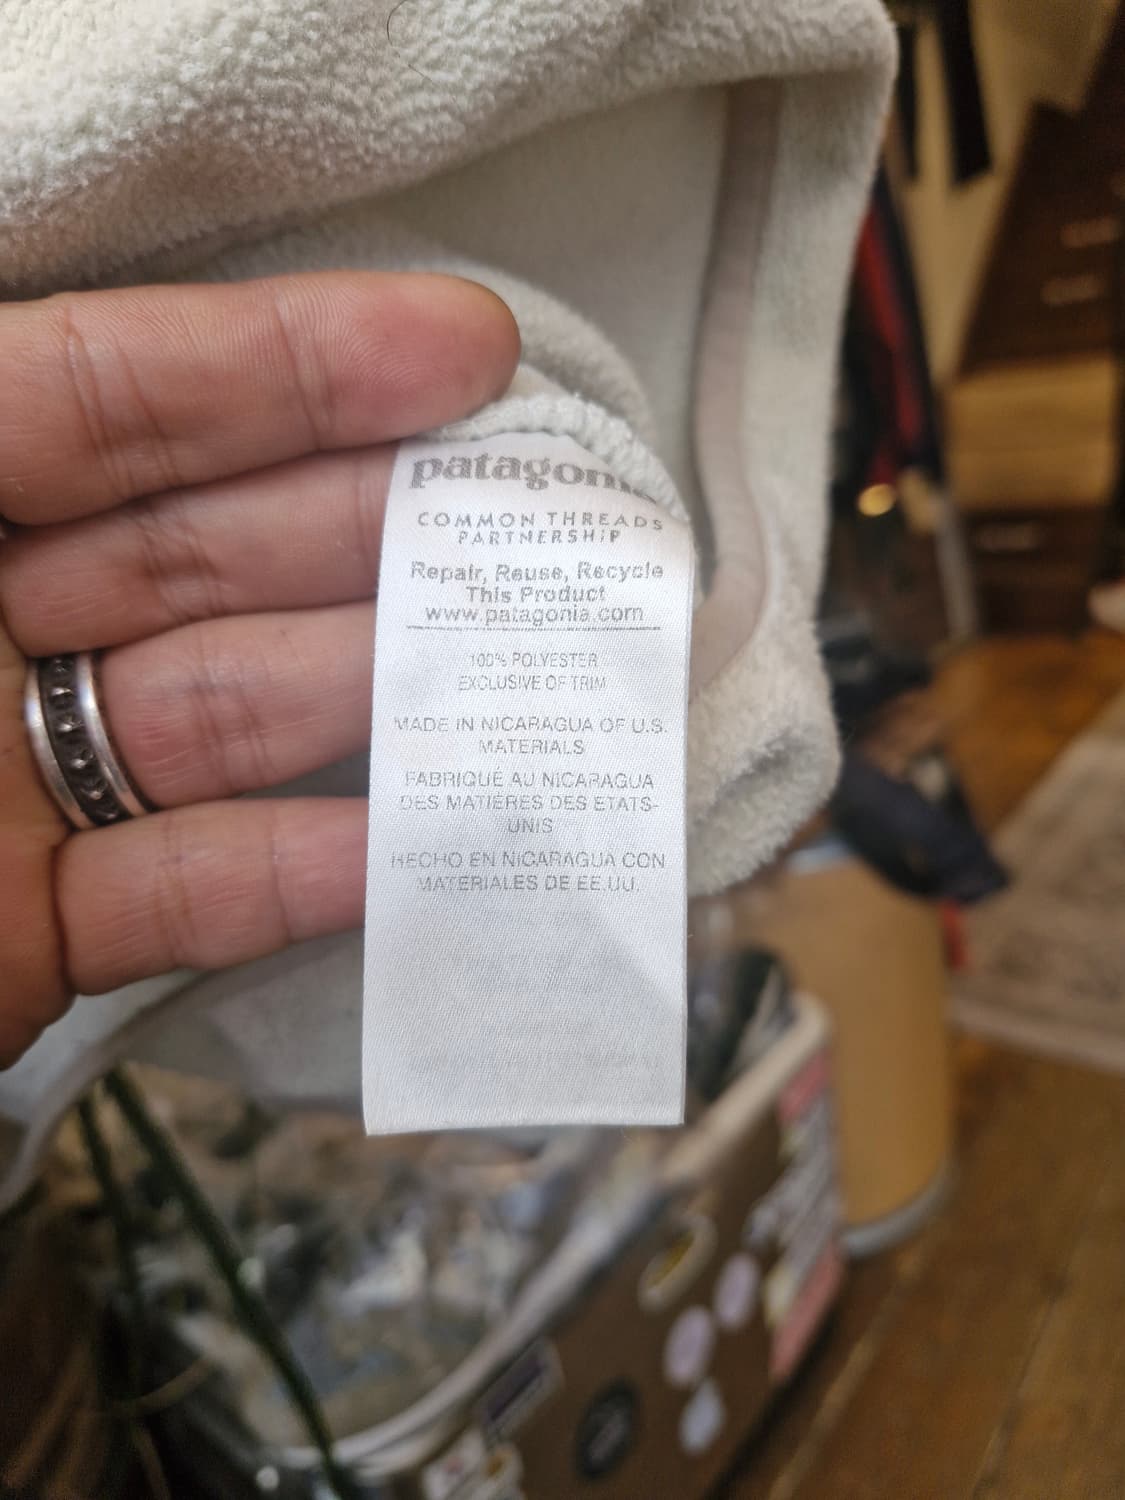 patagonia
COMMON THREADS
PARTNERSHIP
Repair, Reuse, Recycle
This Product
www.patagonia.com
100% POLYESTER
EXCLUSIVE OF TRIM
MADE IN NICARAGUA OF U.S.
MATERIALS
FABRIQUÉ AU NICARAGUA
DES MATIERES DES ETATS-
UNIS
HECHO EN NICARAGUA CON
MATERIALES DE EE.UU.